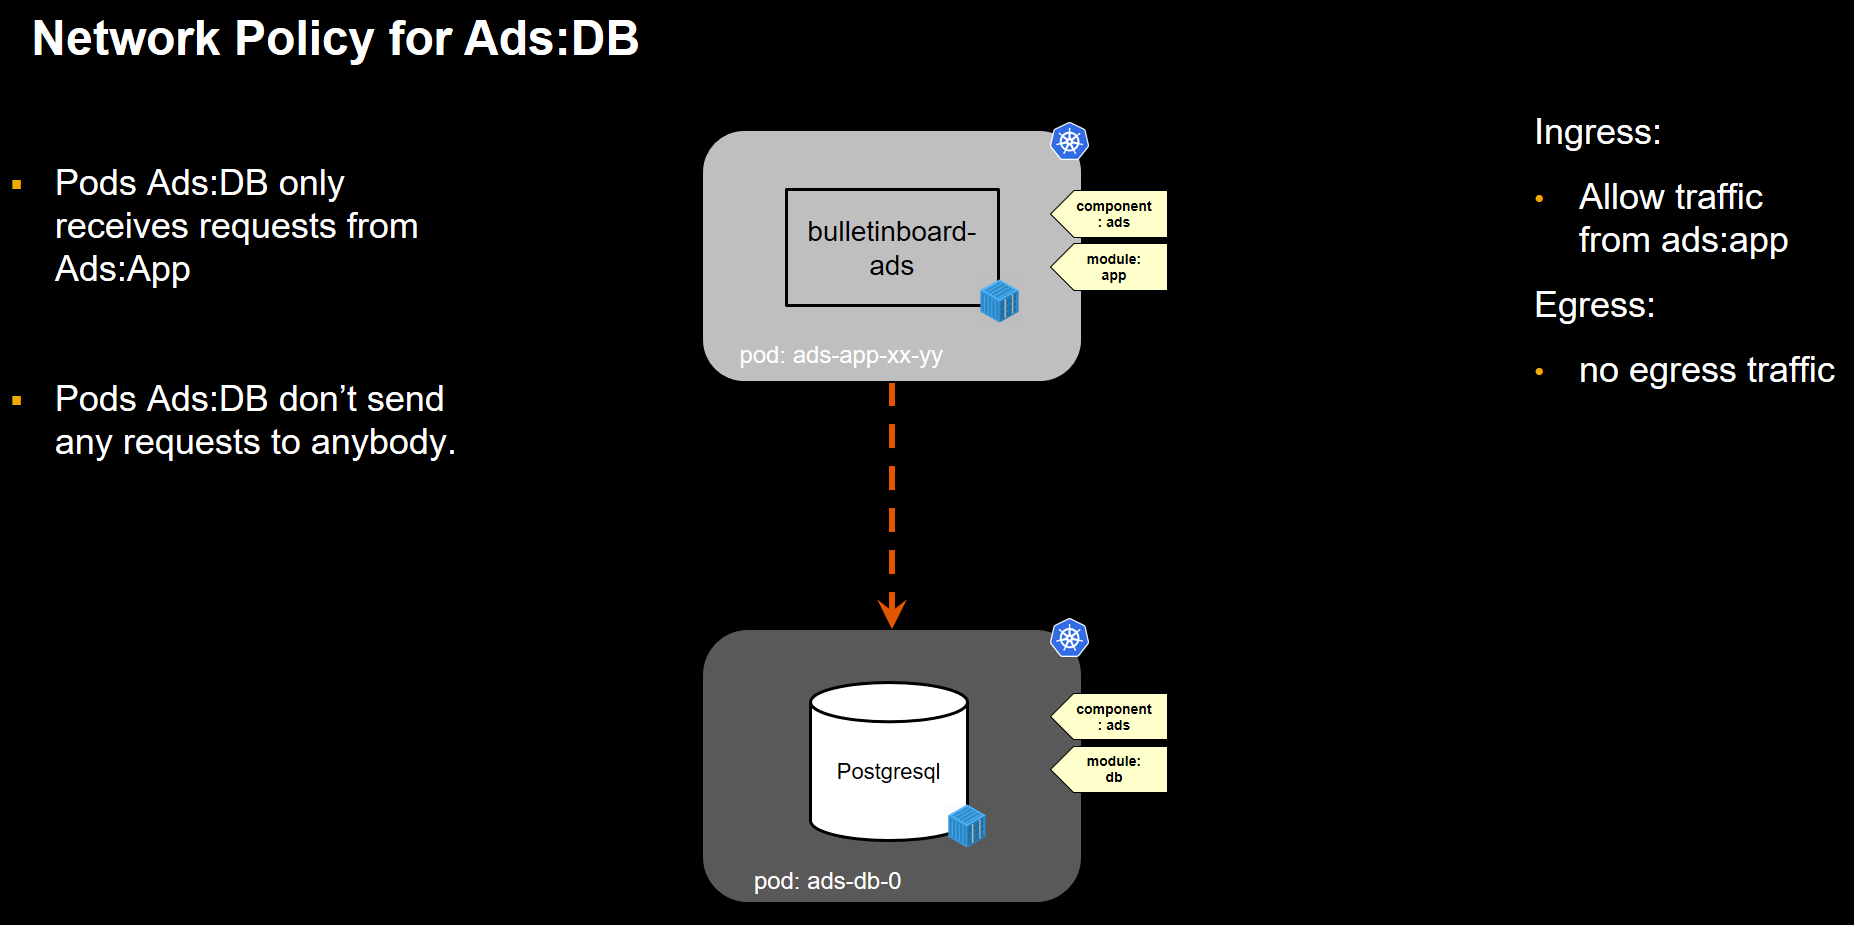 Network Policy for Ads:DB
Pods Ads:DB only
receives requests from
Ads:App
Pods Ads:DB don’t send
any requests to anybody.
bulletinboard-
ads
pod: ads-app-xx-yy
component
: ads
module:
app
Postgresql
pod: ads-db-0
component
: ads
module:
db
Ingress:
Allow traffic
from ads:app
Egress:
no egress traffic